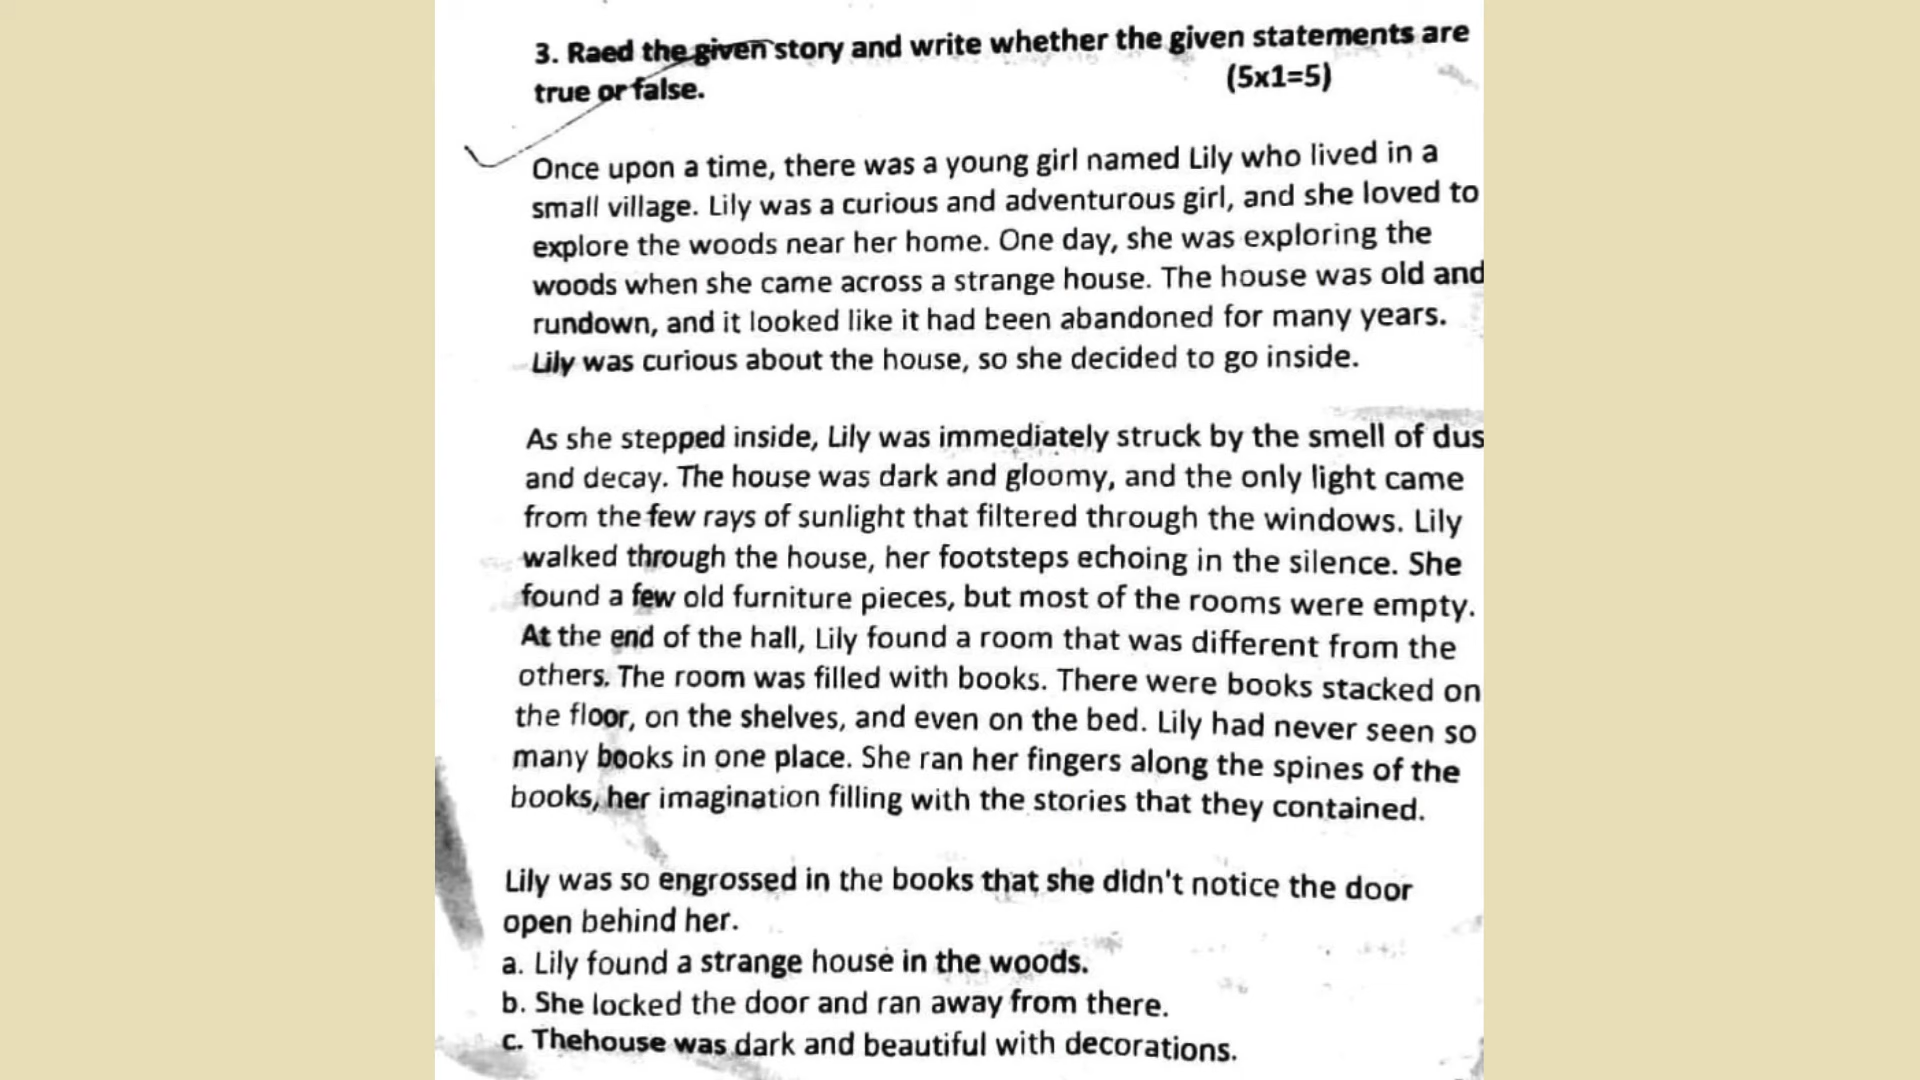 3. Raed the given story and write whether the given statements are
true or false. (5x1=5)
Once upon a time, there was a young girl named Lily who lived in a
small village. Lily was a curious and adventurous girl, and she loved to
explore the woods near her home. One day, she was exploring the
woods when she came across a strange house. The house was old and
rundown, and it looked like it had been abandoned for many years.
Lily was curious about the house, so she decided to go inside.
As she stepped inside, Lily was immediately struck by the smell of dus
and decay. The house was dark and gloomy, and the only light came
from the few rays of sunlight that filtered through the windows. Lily
walked through the house, her footsteps echoing in the silence. She
found a few old furniture pieces, but most of the rooms were empty.
At the end of the hall, Lily found a room that was different from the
others. The room was filled with books. There were books stacked on
the floor, on the shelves, and even on the bed. Lily had never seen so
many books in one place. She ran her fingers along the spines of the
books, her imagination filling with the stories that they contained.
Lily was so engrossed in the books that she didn't notice the door
open behind her.
a. Lily found a strange house in the woods.
b. She locked the door and ran away from there.
c. Thehouse was dark and beautiful with decorations.